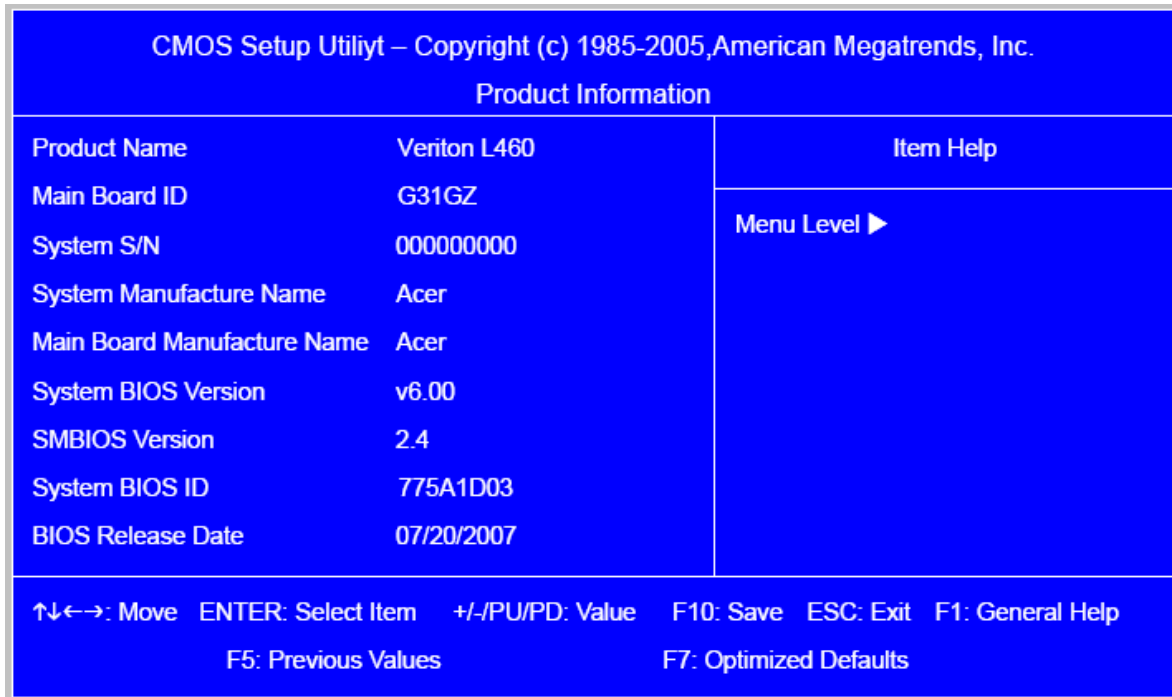 CMOS Setup Utiliyt – Copyright (c) 1985-2005,American Megatrends, Inc.
Product Information
Product Name Veriton L460
Item Help
Main Board ID G31GZ
Menu Level ▶
System S/N 000000000
System Manufacture Name Acer
Main Board Manufacture Name Acer
System BIOS Version v6.00
SMBIOS Version 2.4
System BIOS ID 775A1D03
BIOS Release Date 07/20/2007
↑↓←→: Move ENTER: Select Item +/-/PU/PD: Value F10: Save ESC: Exit F1: General Help
F5: Previous Values F7: Optimized Defaults